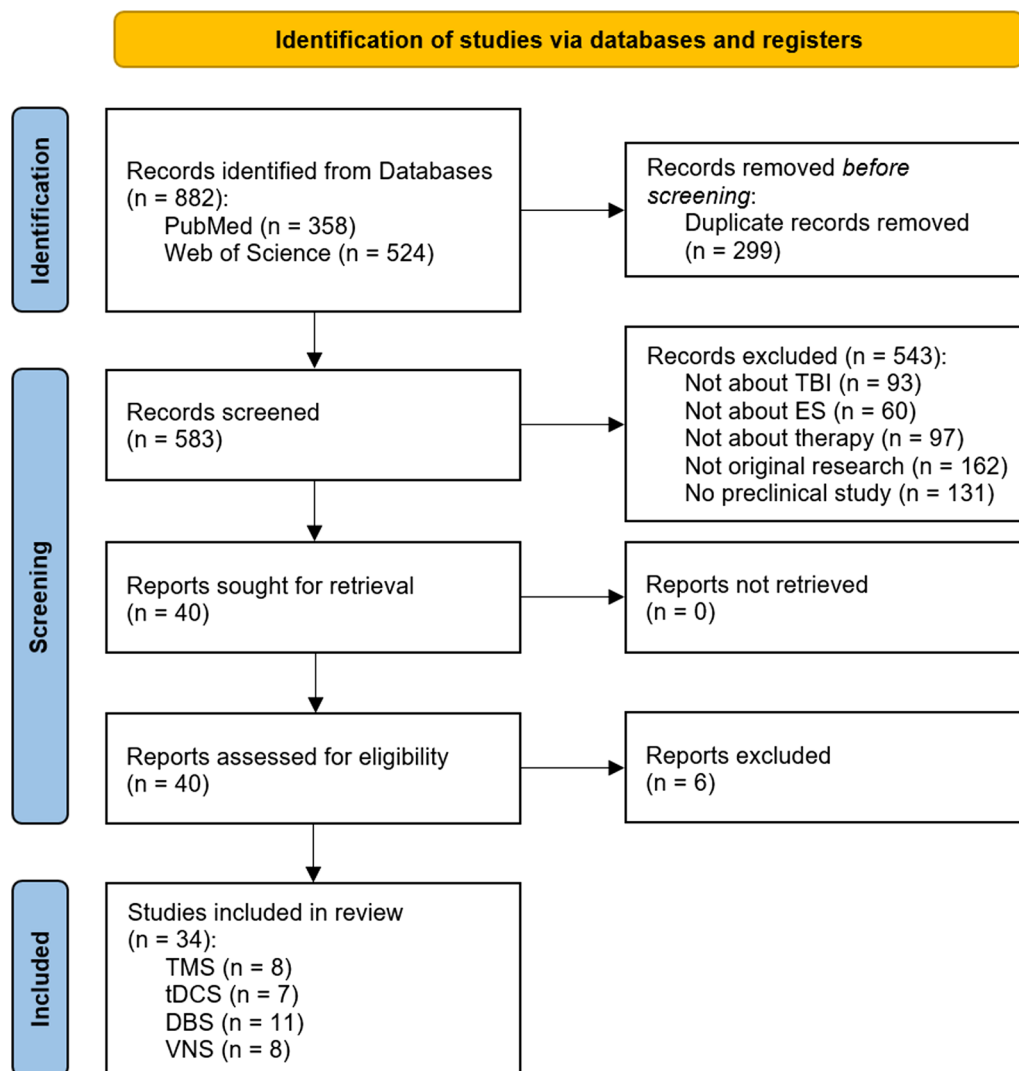 Identification of studies via databases and registers
Identification
Records identified from Databases
(n = 882):
PubMed (n = 358)
Web of Science (n = 524)
Records removed before
screening:
Duplicate records removed
(n = 299)
Screening
Records screened
(n = 583)
Records excluded (n = 543):
Not about TBI (n = 93)
Not about ES (n = 60)
Not about therapy (n = 97)
Not original research (n = 162)
No preclinical study (n = 131)
Reports sought for retrieval
(n = 40)
Reports not retrieved
(n = 0)
Reports assessed for eligibility
(n = 40)
Reports excluded
(n = 6)
Included
Studies included in review
(n = 34):
TMS (n = 8)
tDCS (n = 7)
DBS (n = 11)
VNS (n = 8)